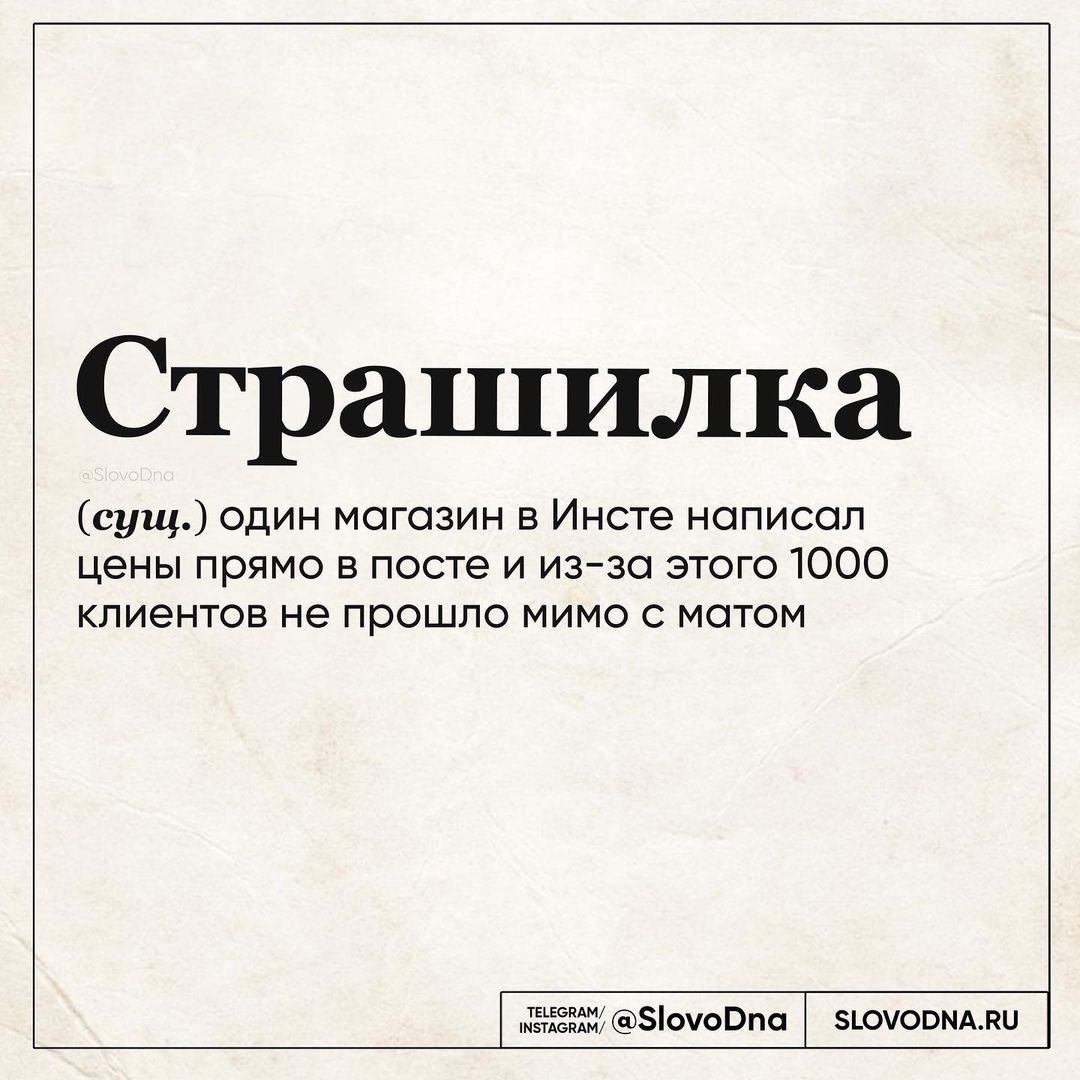 Страшилка
@SlovoDna
(сущ.) один магазин в Инсте написал
цены прямо в посте и из-за этого 1000
клиентов не прошло мимо с матом
TELEGRAM/
INSTAGRAM/ @SlovoDna
SLOVODNA.RU